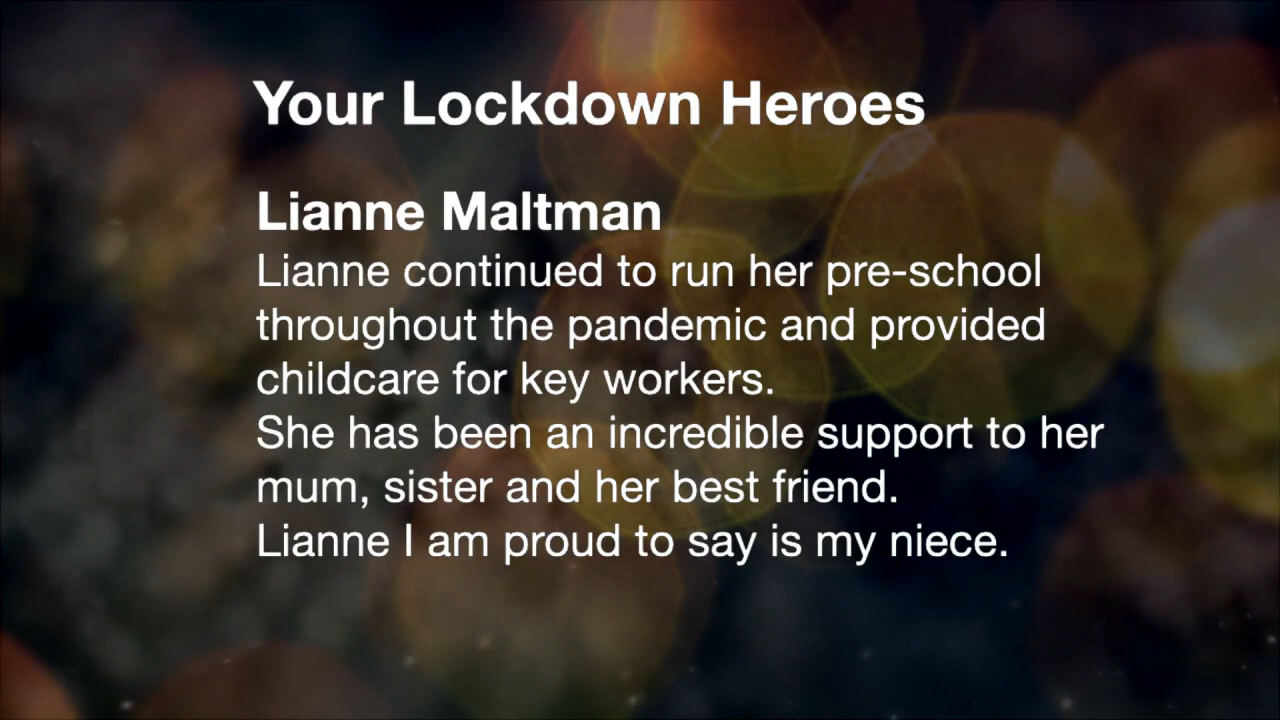 Your Lockdown Heroes
Lianne Maltman
Lianne continued to run her pre-school
throughout the pandemic and provided
childcare for key workers.
She has been an incredible support to her
mum, sister and her best friend.
Lianne I am proud to say is my niece.